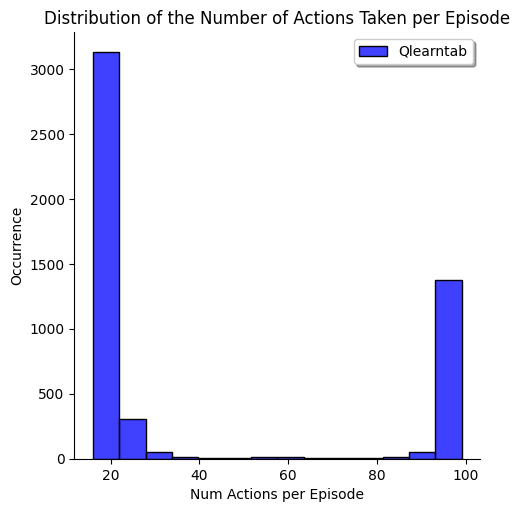 Distribution of the Number of Actions Taken per Episode
Qlearntab
3000
2500
2000
1500
1000
500
0
Occurrence
20 40 60 80 100
Num Actions per Episode